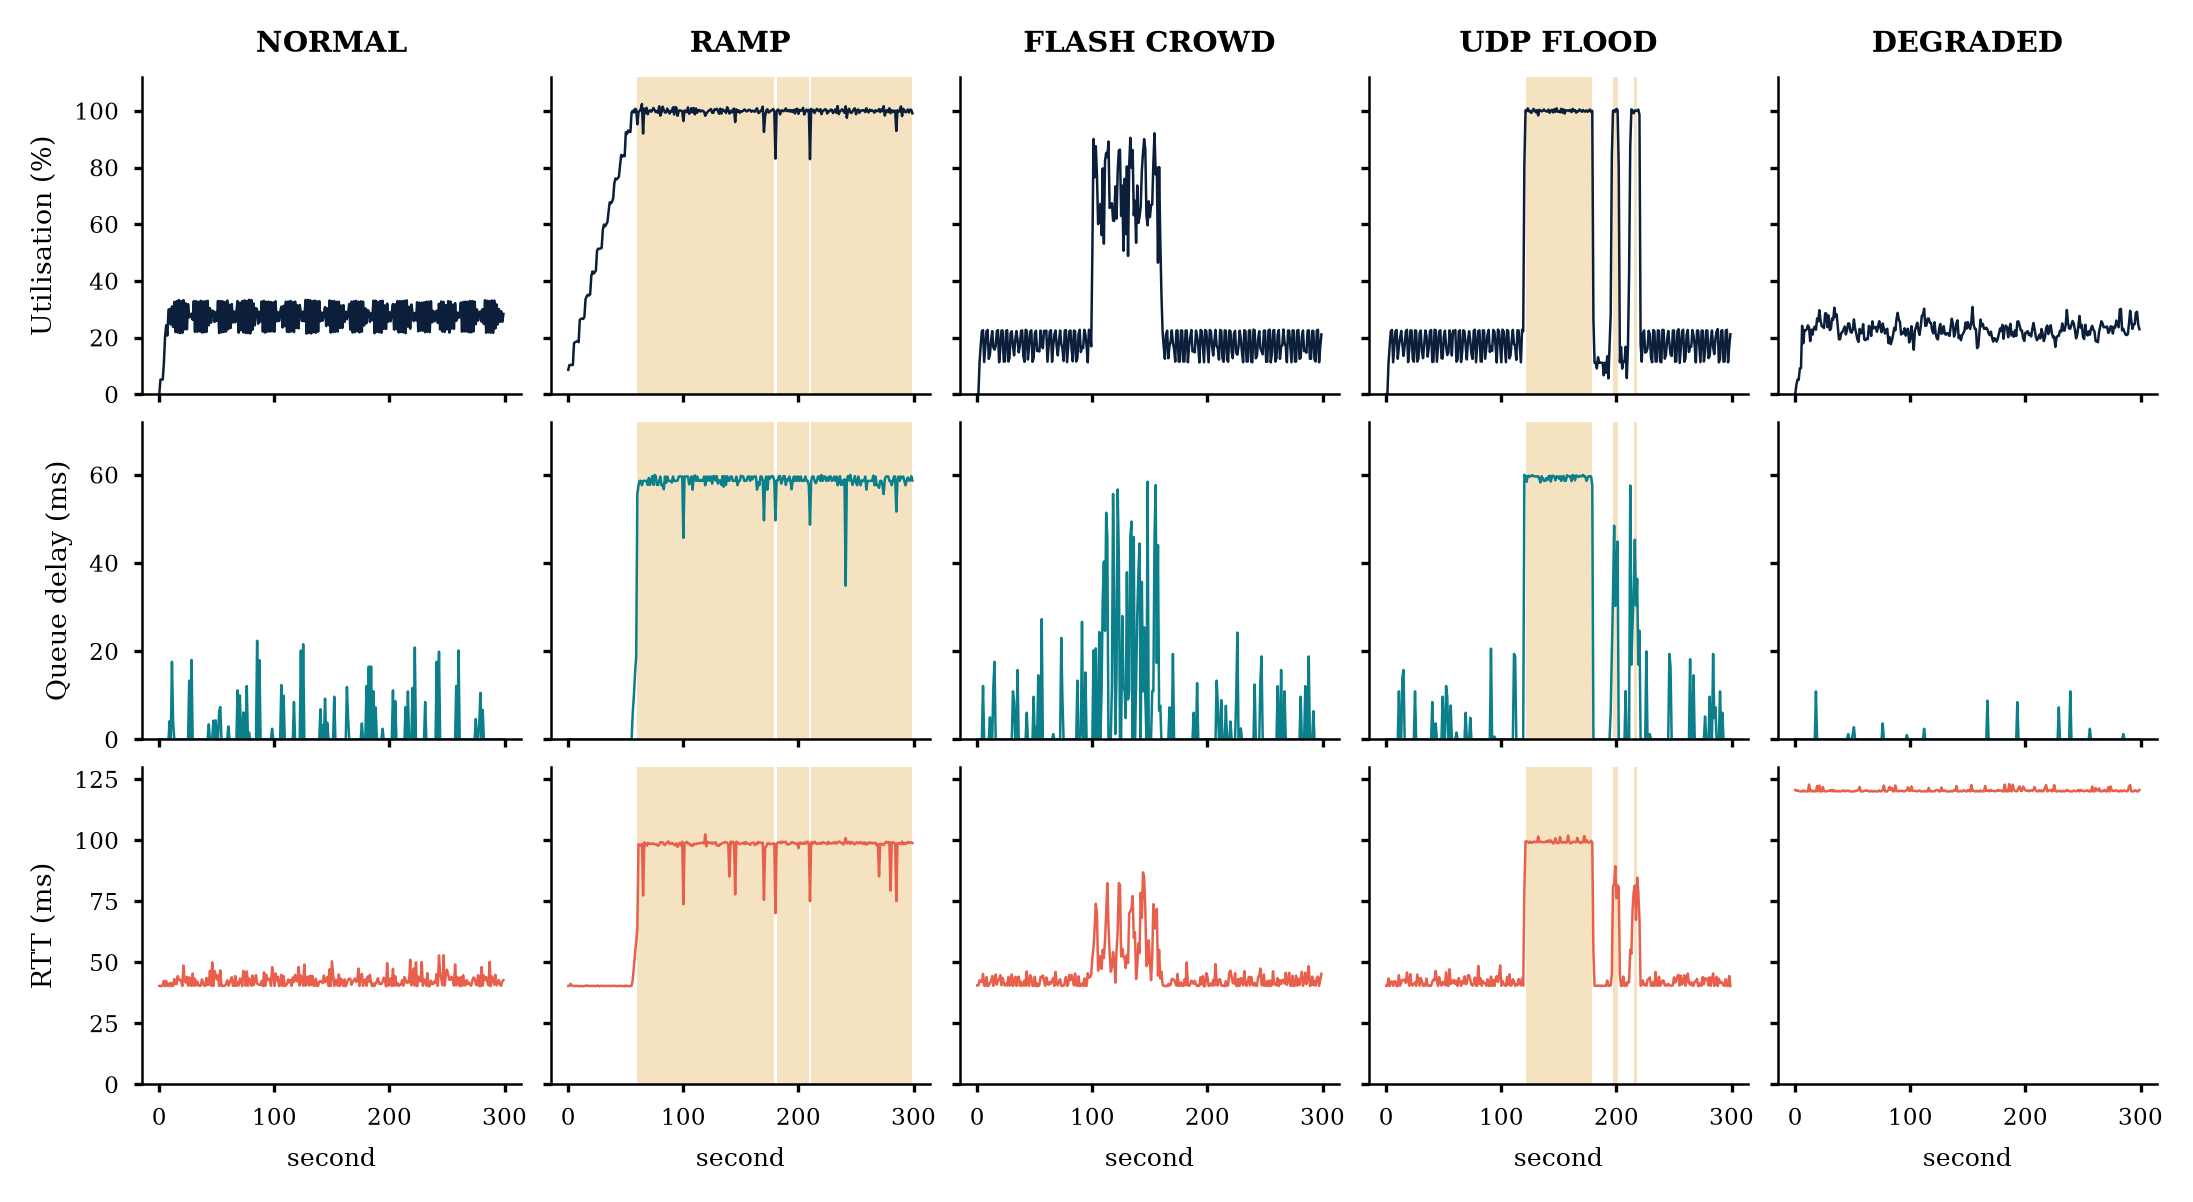 NORMAL RAMP FLASH CROWD UDP FLOOD DEGRADED
Utilisation (%)
100
80
60
40
20
0
Queue delay (ms)
60
40
20
0
RTT (ms)
125
100
75
50
25
0
0 100 200 300 0 100 200 300 0 100 200 300 0 100 200 300 0 100 200 300
second second second second second